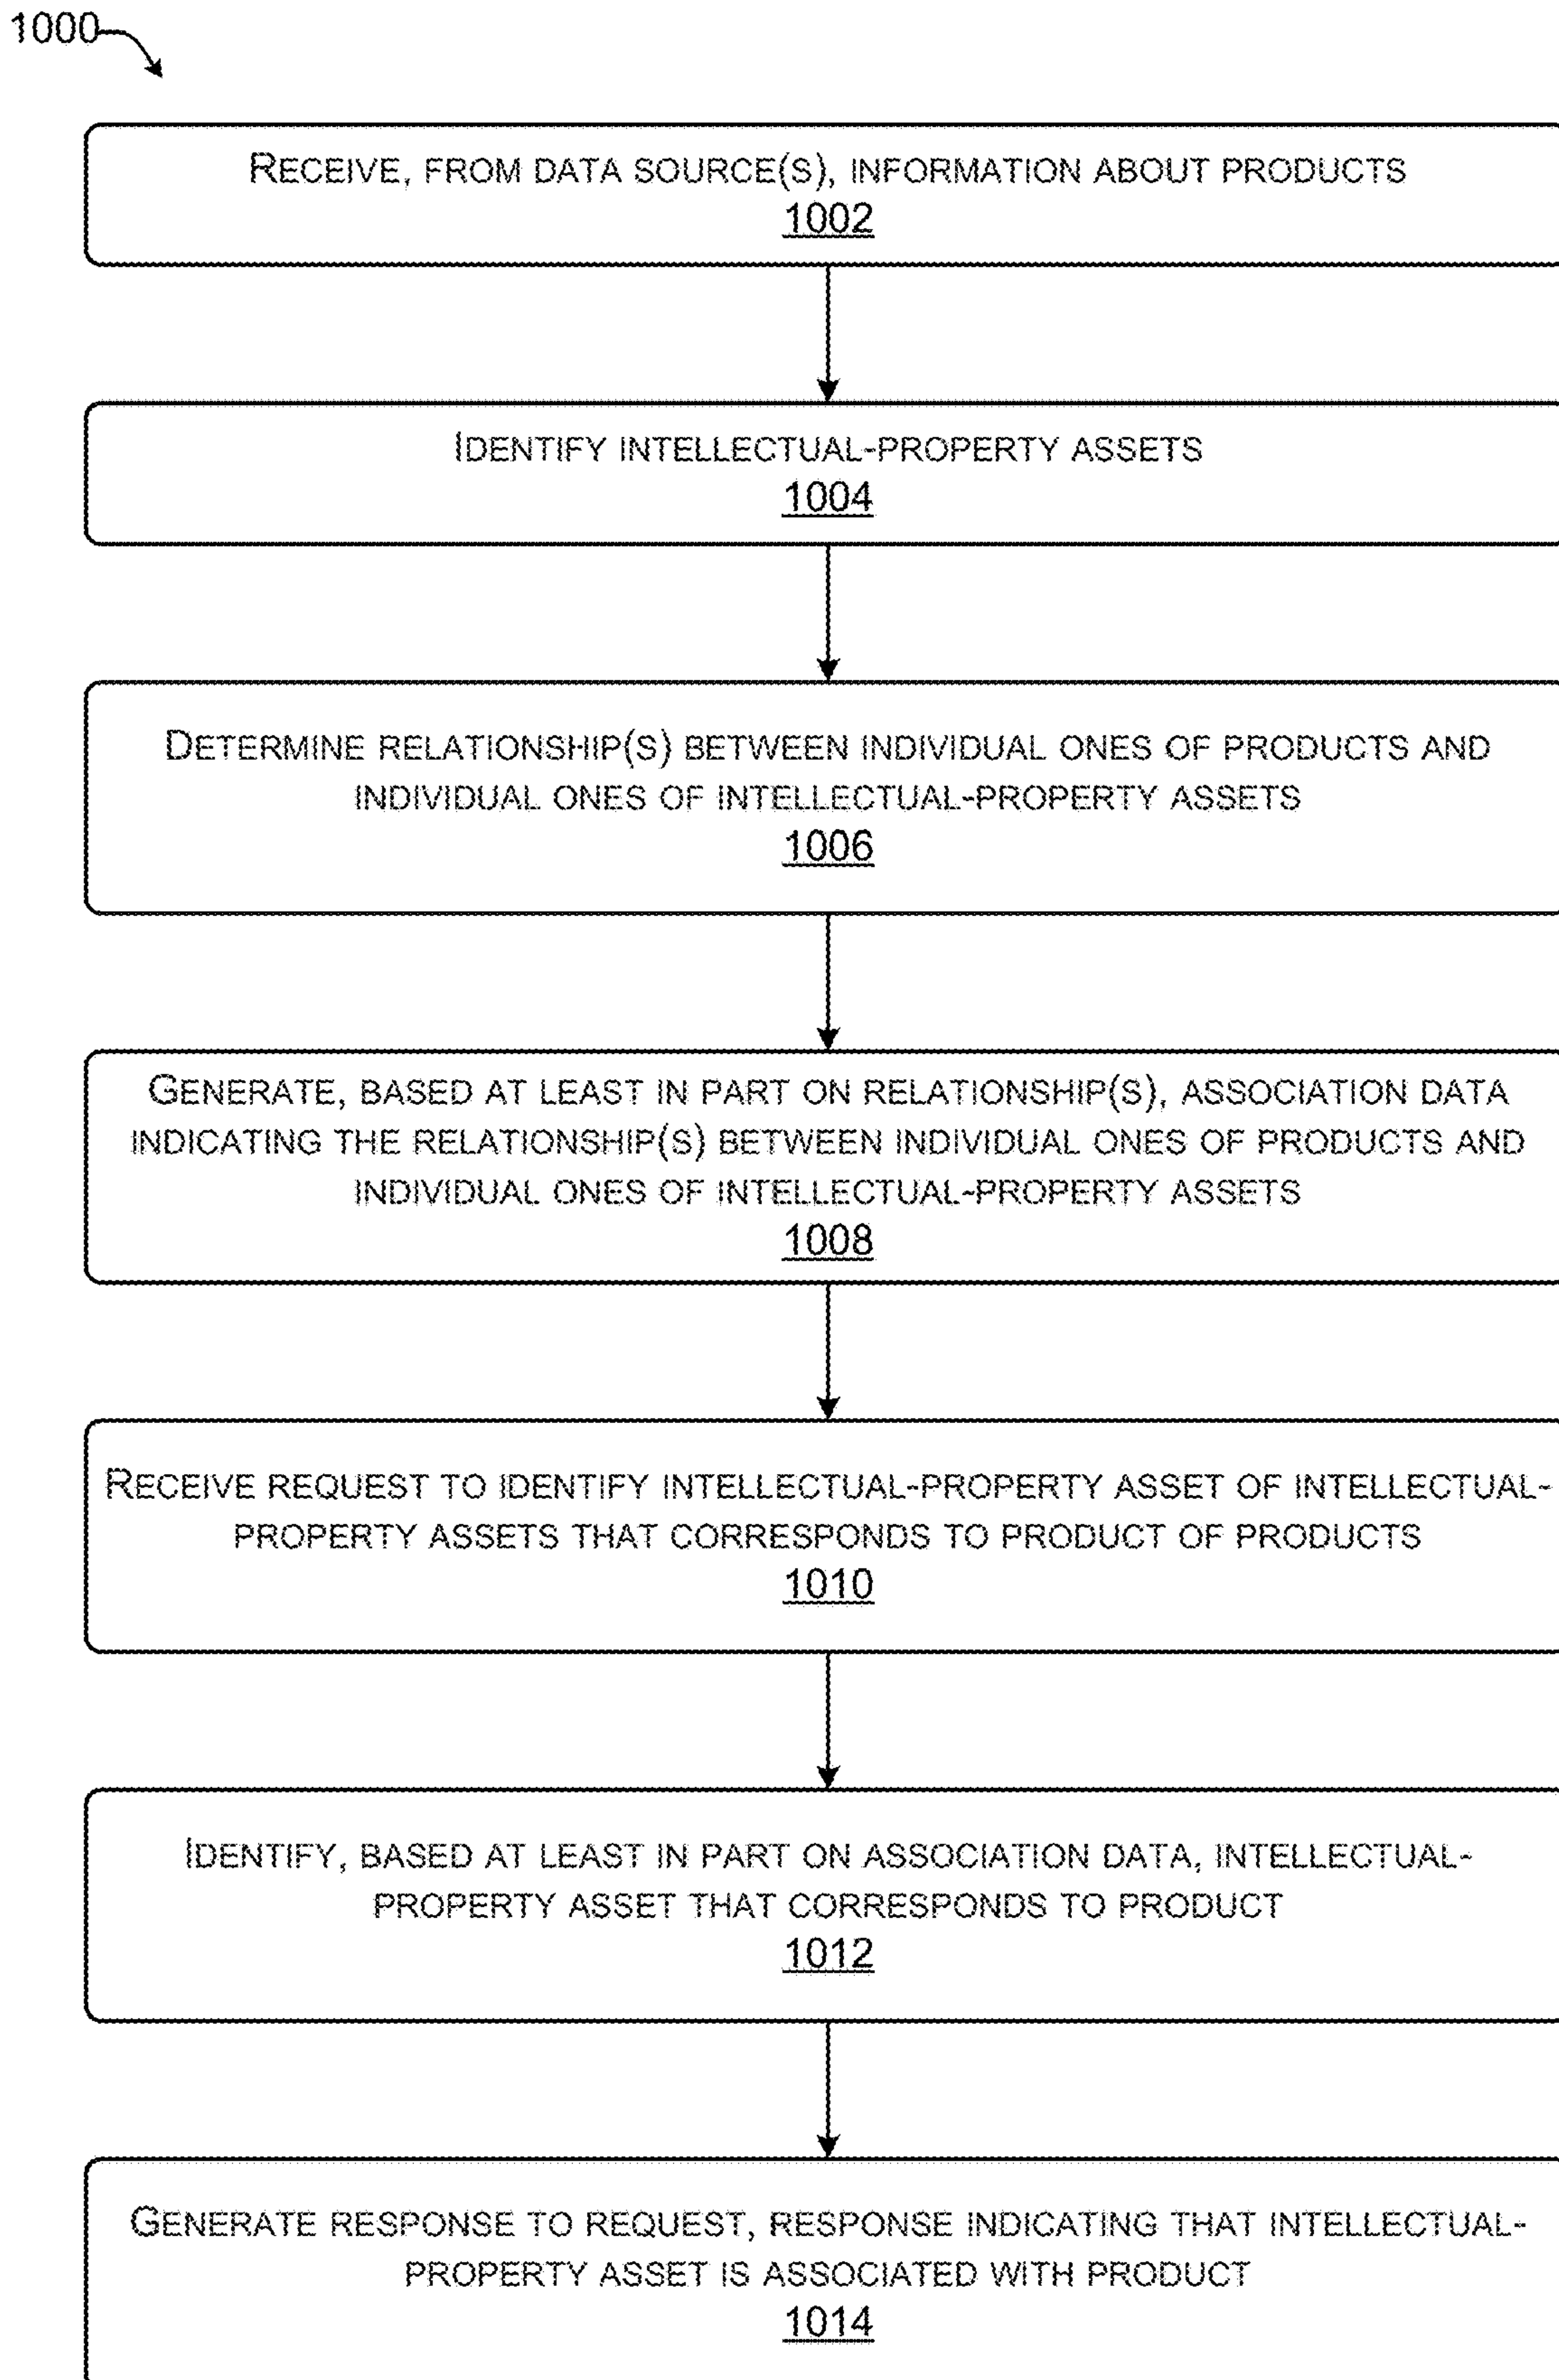 1000
RECEIVE, FROM DATA SOURCE(S), INFORMATION ABOUT PRODUCTS
1002
IDENTIFY INTELLECTUAL-PROPERTY ASSETS
1004
DETERMINE RELATIONSHIP(S) BETWEEN INDIVIDUAL ONES OF PRODUCTS AND
INDIVIDUAL ONES OF INTELLECTUAL-PROPERTY ASSETS
1006
GENERATE, BASED AT LEAST IN PART ON RELATIONSHIP(S), ASSOCIATION DATA
INDICATING THE RELATIONSHIP(S) BETWEEN INDIVIDUAL ONES OF PRODUCTS AND
INDIVIDUAL ONES OF INTELLECTUAL-PROPERTY ASSETS
1008
RECEIVE REQUEST TO IDENTIFY INTELLECTUAL-PROPERTY ASSET OF INTELLECTUAL-
PROPERTY ASSETS THAT CORRESPONDS TO PRODUCT OF PRODUCTS
1010
IDENTIFY, BASED AT LEAST IN PART ON ASSOCIATION DATA, INTELLECTUAL-
PROPERTY ASSET THAT CORRESPONDS TO PRODUCT
1012
GENERATE RESPONSE TO REQUEST, RESPONSE INDICATING THAT INTELLECTUAL-
PROPERTY ASSET IS ASSOCIATED WITH PRODUCT
1014